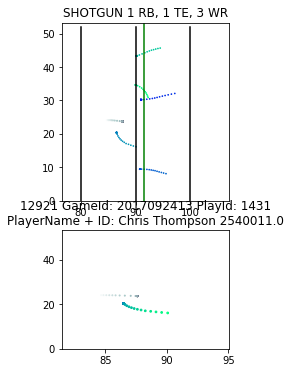 SHOTGUN 1 RB, 1 TE, 3 WR
50
40
30
20
10
0
80 90 100
12921 GameId: 2017092413 PlayId: 1431
PlayerName + ID: Chris Thompson 2540011.0
40
20
0
85 90 95